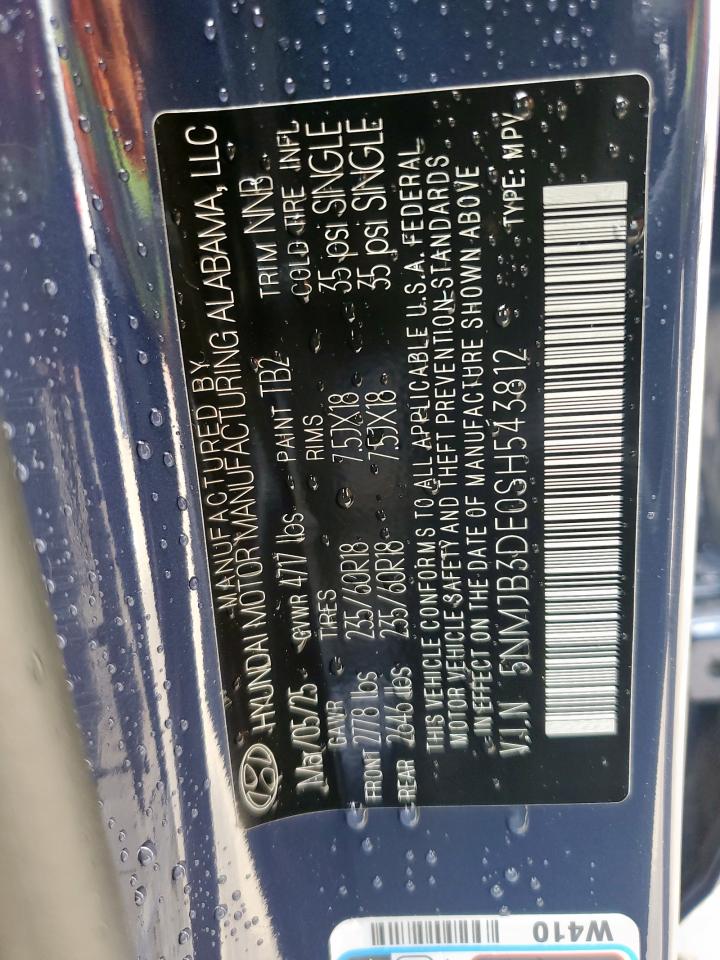 MANUFACTURED BY
HYUNDAI MOTOR MANUFACTURING ALABAMA, LLC
Mar/05/25 GVWR 4717 lbs. PAINT TB2 TRIM NNB
GAWR TIRES RIMS COLD TIRE INFL
FRONT 2778 lbs 235/60R18 7.5JX18 35 psi SINGLE
REAR 2646 lbs 235/60R18 7.5JX18 35 psi SINGLE
THIS VEHICLE CONFORMS TO ALL APPLICABLE U.S.A. FEDERAL
MOTOR VEHICLE SAFETY AND THEFT PREVENTION STANDARDS
IN EFFECT ON THE DATE OF MANUFACTURE SHOWN ABOVE
V.I.N 5NMJB3DE0SH543812 TYPE: MPV
W410